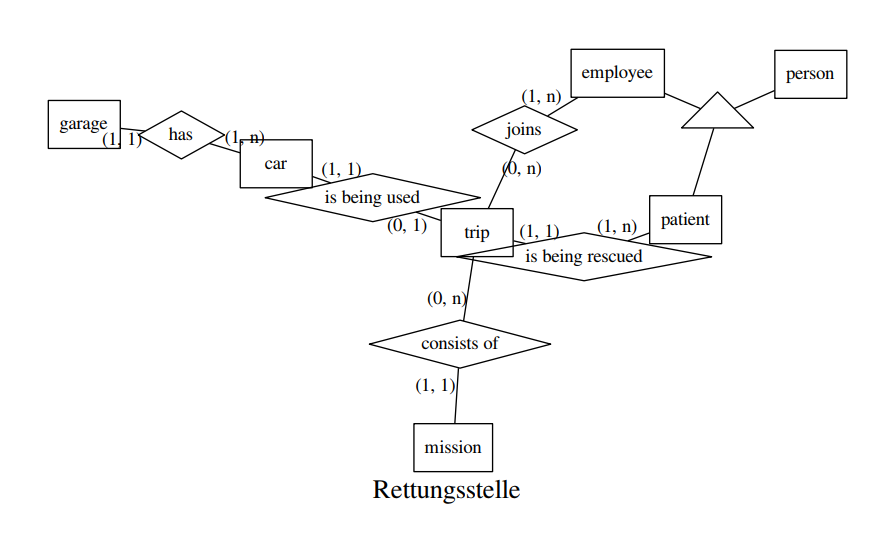 employee
person
(1, n)
garage
has
joins
(1, 1)
(1, n)
car
(1, 1)
(0, n)
is being used
patient
(0, 1)
trip
(1, 1)
(1, n)
is being rescued
(0, n)
consists of
(1, 1)
mission
Rettungsstelle